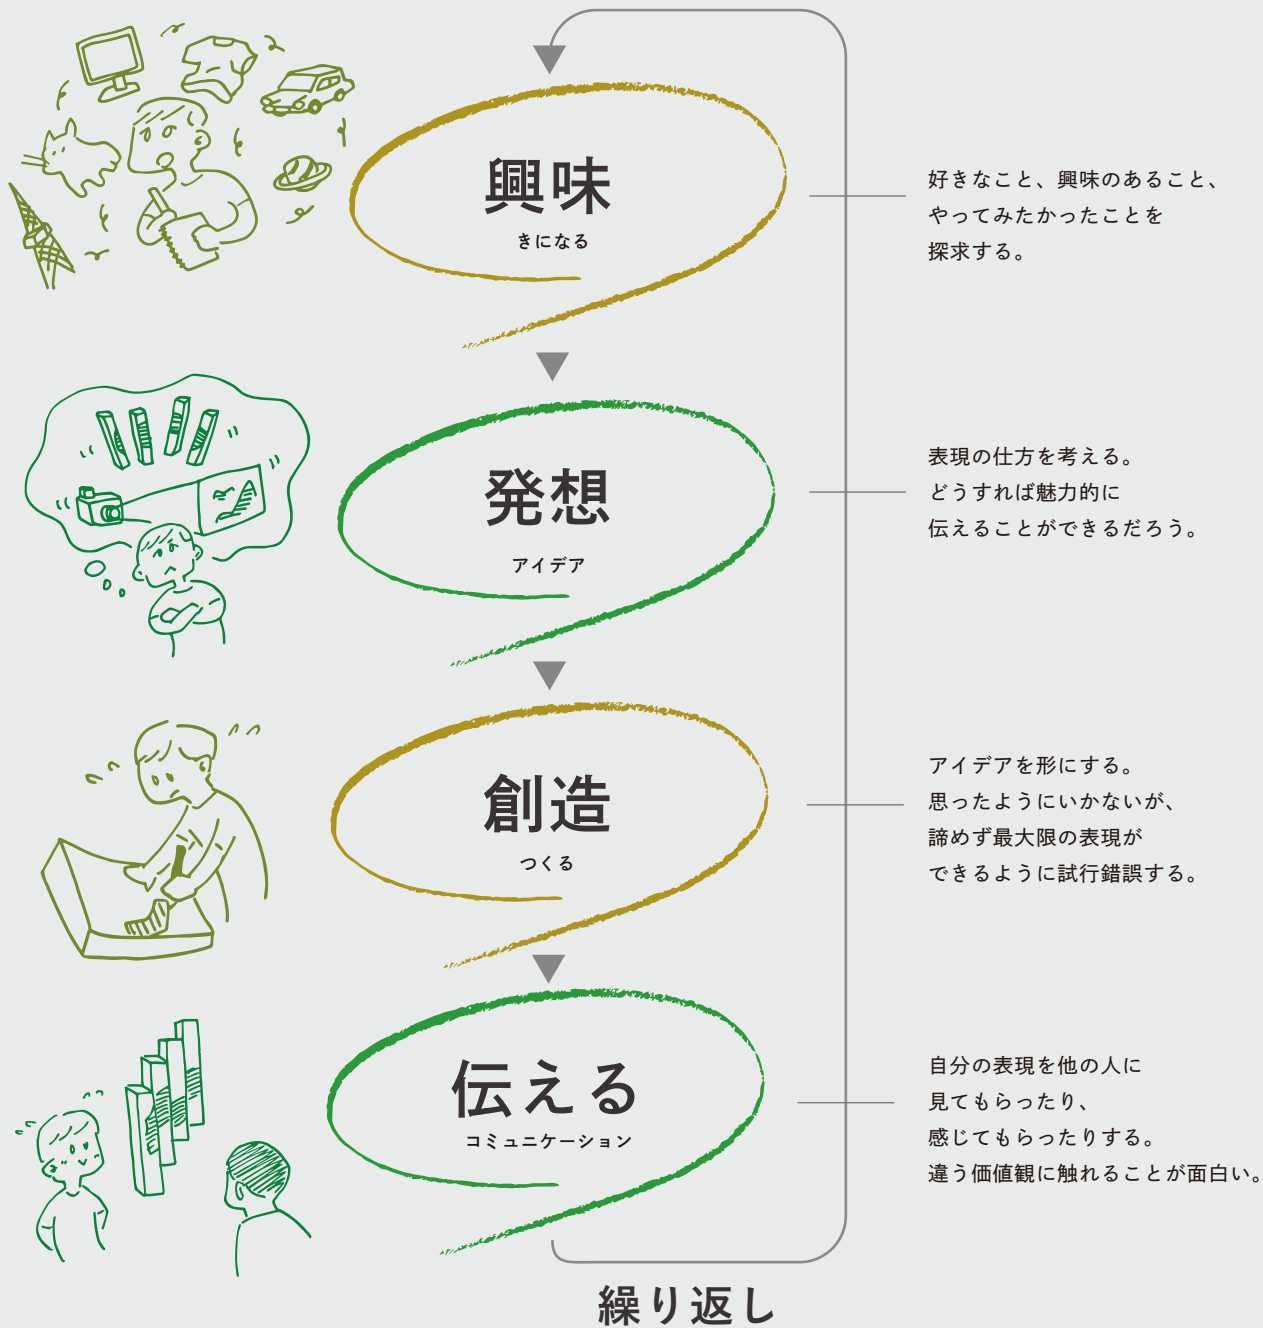 興味
きになる
好きなこと、興味のあること、
やってみたかったことを
探求する。
発想
アイデア
表現の仕方を考える。
どうすれば魅力的に
伝えることができるだろう。
創造
つくる
アイデアを形にする。
思ったようにいかないが、
諦めず最大限の表現が
できるように試行錯誤する。
伝える
コミュニケーション
自分の表現を他の人に
見てもらったり、
感じてもらったりする。
違う価値観に触れることが面白い。
繰り返し